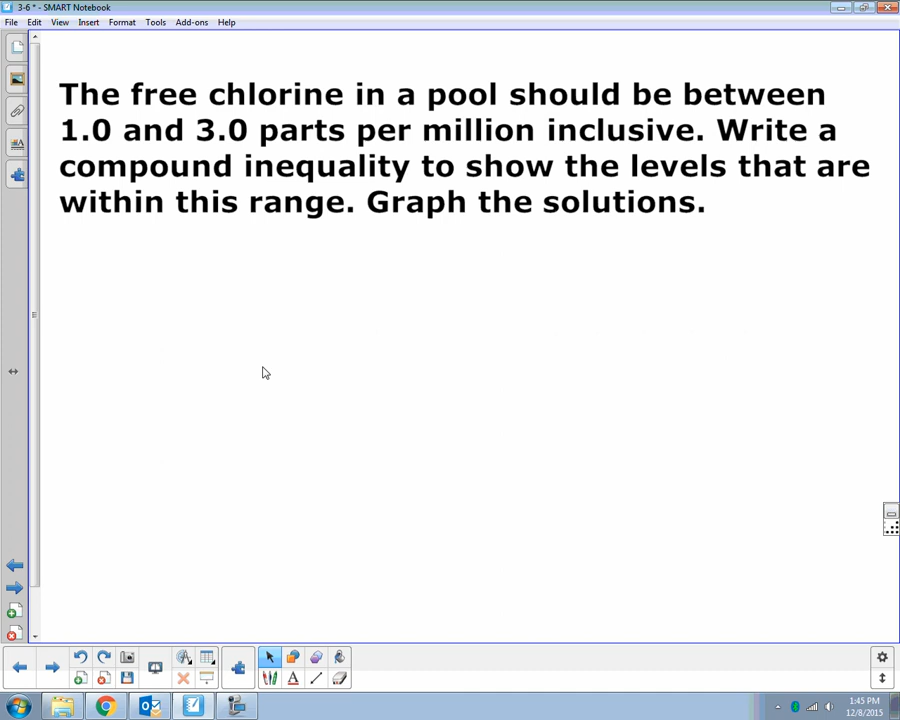 3-6 * - SMART Notebook
File Edit View Insert Format Tools Add-ons Help
The free chlorine in a pool should be between
1.0 and 3.0 parts per million inclusive. Write a
compound inequality to show the levels that are
within this range. Graph the solutions.
1:45 PM
12/8/2015